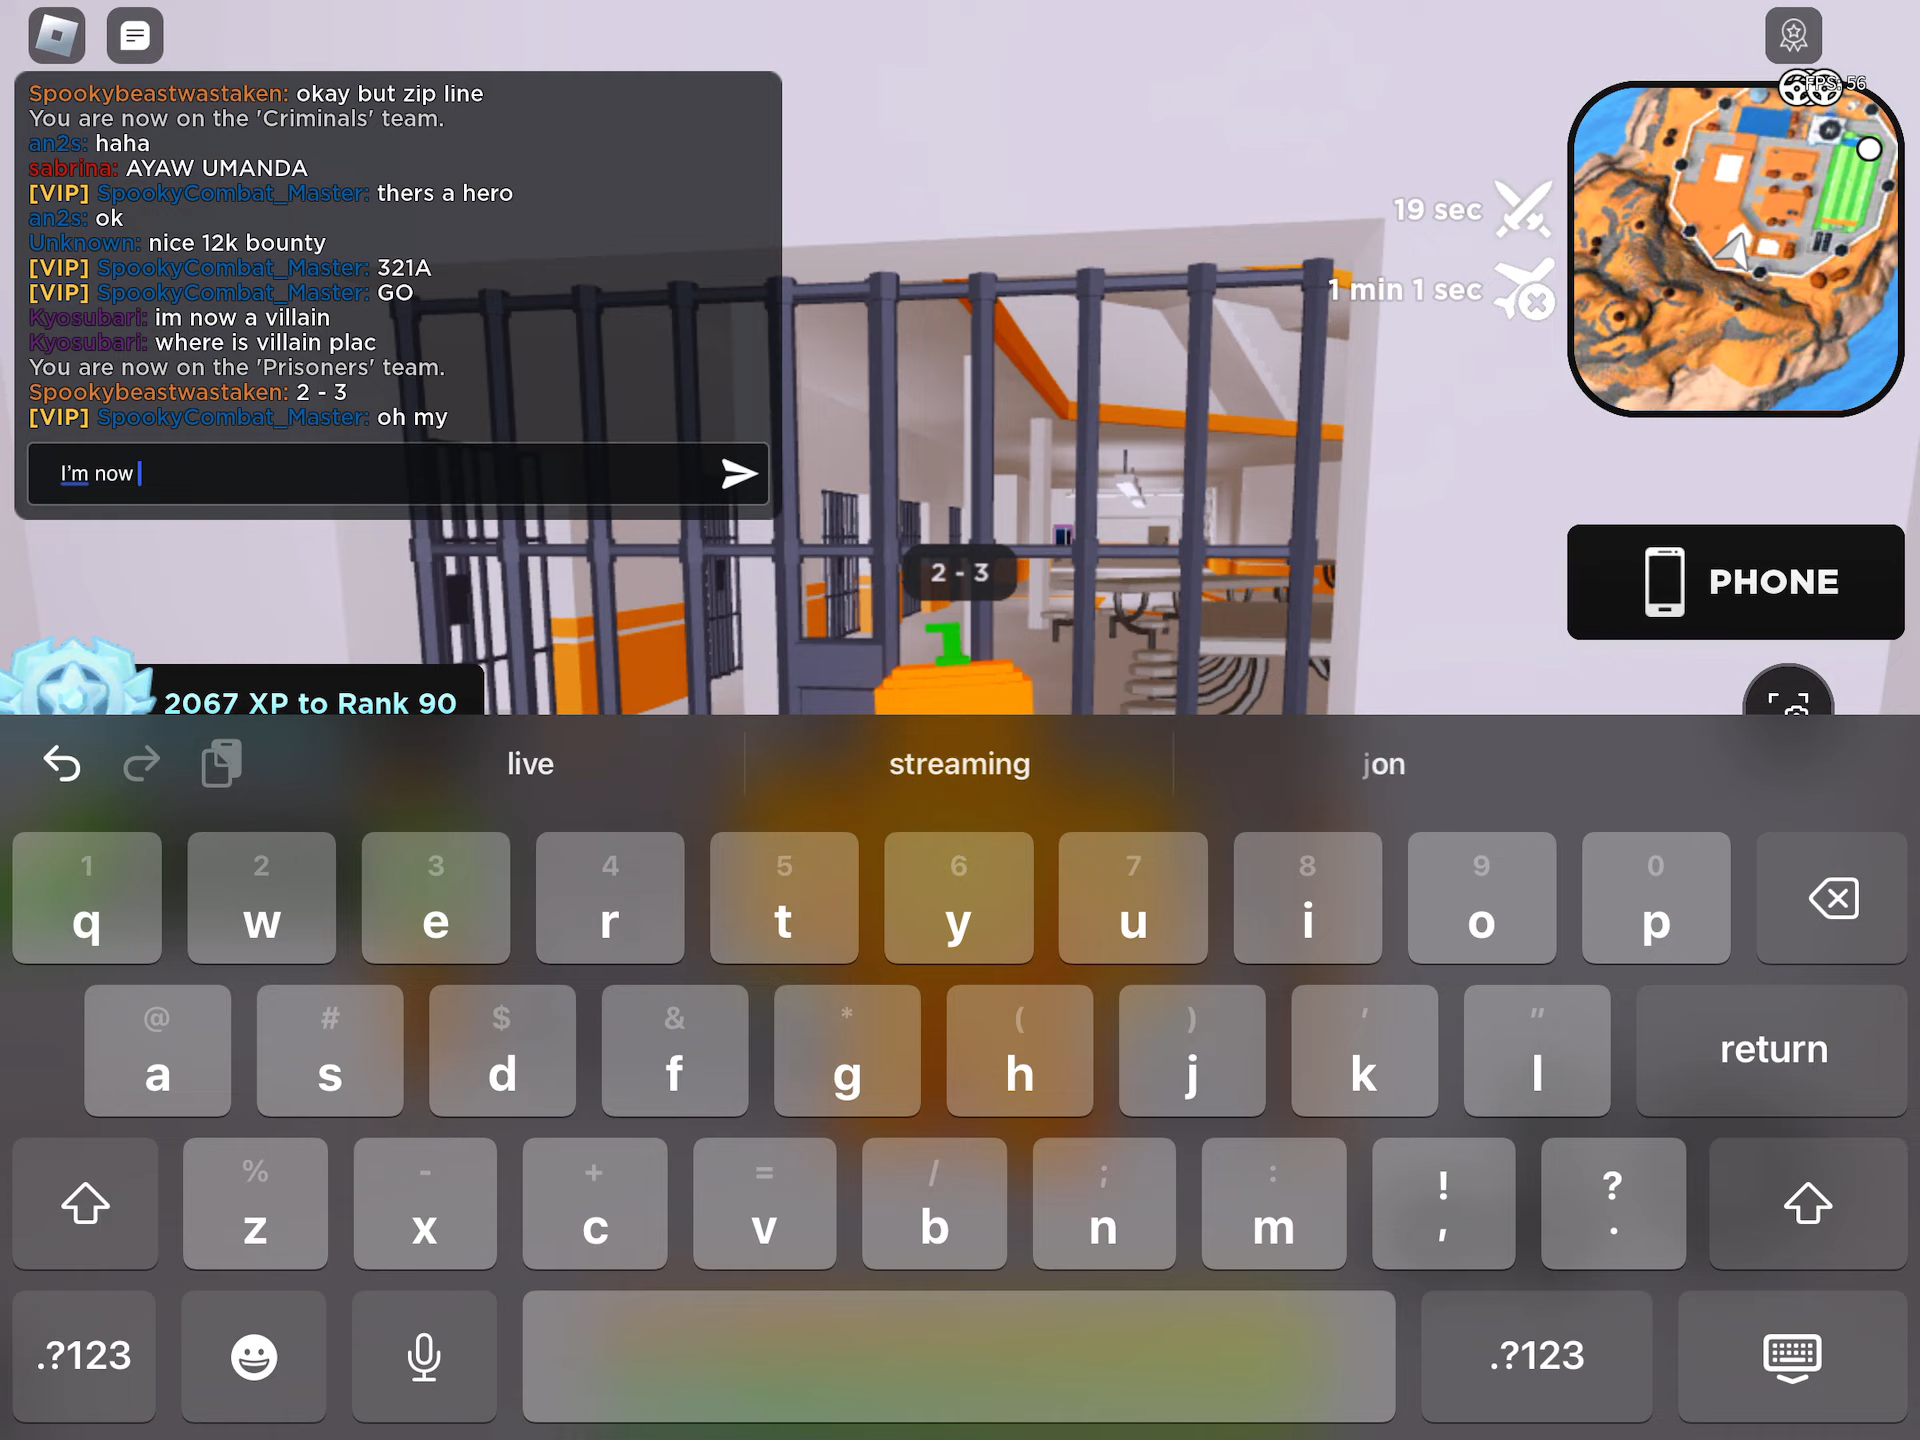 Spookybeastwastaken: okay but zip line
You are now on the 'Criminals' team.
an2s: haha
sabrina: AYAW UMANDA
[VIP] SpookyCombat_Master: thers a hero
an2s: ok
Unknown: nice 12k bounty
[VIP] SpookyCombat_Master: 321A
[VIP] SpookyCombat_Master: GO
Kyosubari: im now a villain
Kyosubari: where is villain plac
You are now on the 'Prisoners' team.
Spookybeastwastaken: 2 - 3
[VIP] SpookyCombat_Master: oh my
I'm now
FPS: 56
19 sec
1 min 1 sec
PHONE
2 - 3
1
2067 XP to Rank 90
live streaming jon
1 2 3 4 5 6 7 8 9 0
q w e r t y u i o p
@ # $ & * ( ) ' "
a s d f g h j k l return
% - + = / ; : ! ?
z x c v b n m , .
.?123 .?123